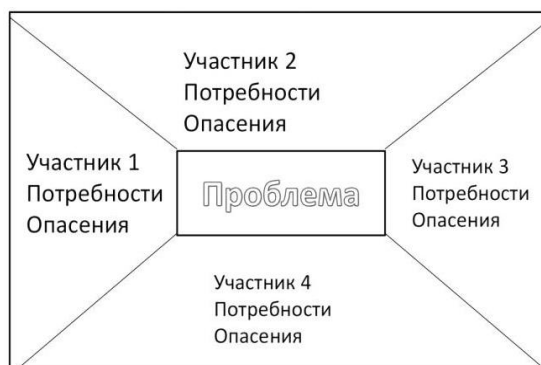 Участник 2
Потребности
Опасения
Участник 1
Потребности
Опасения
Проблема
Участник 3
Потребности
Опасения
Участник 4
Потребности
Опасения